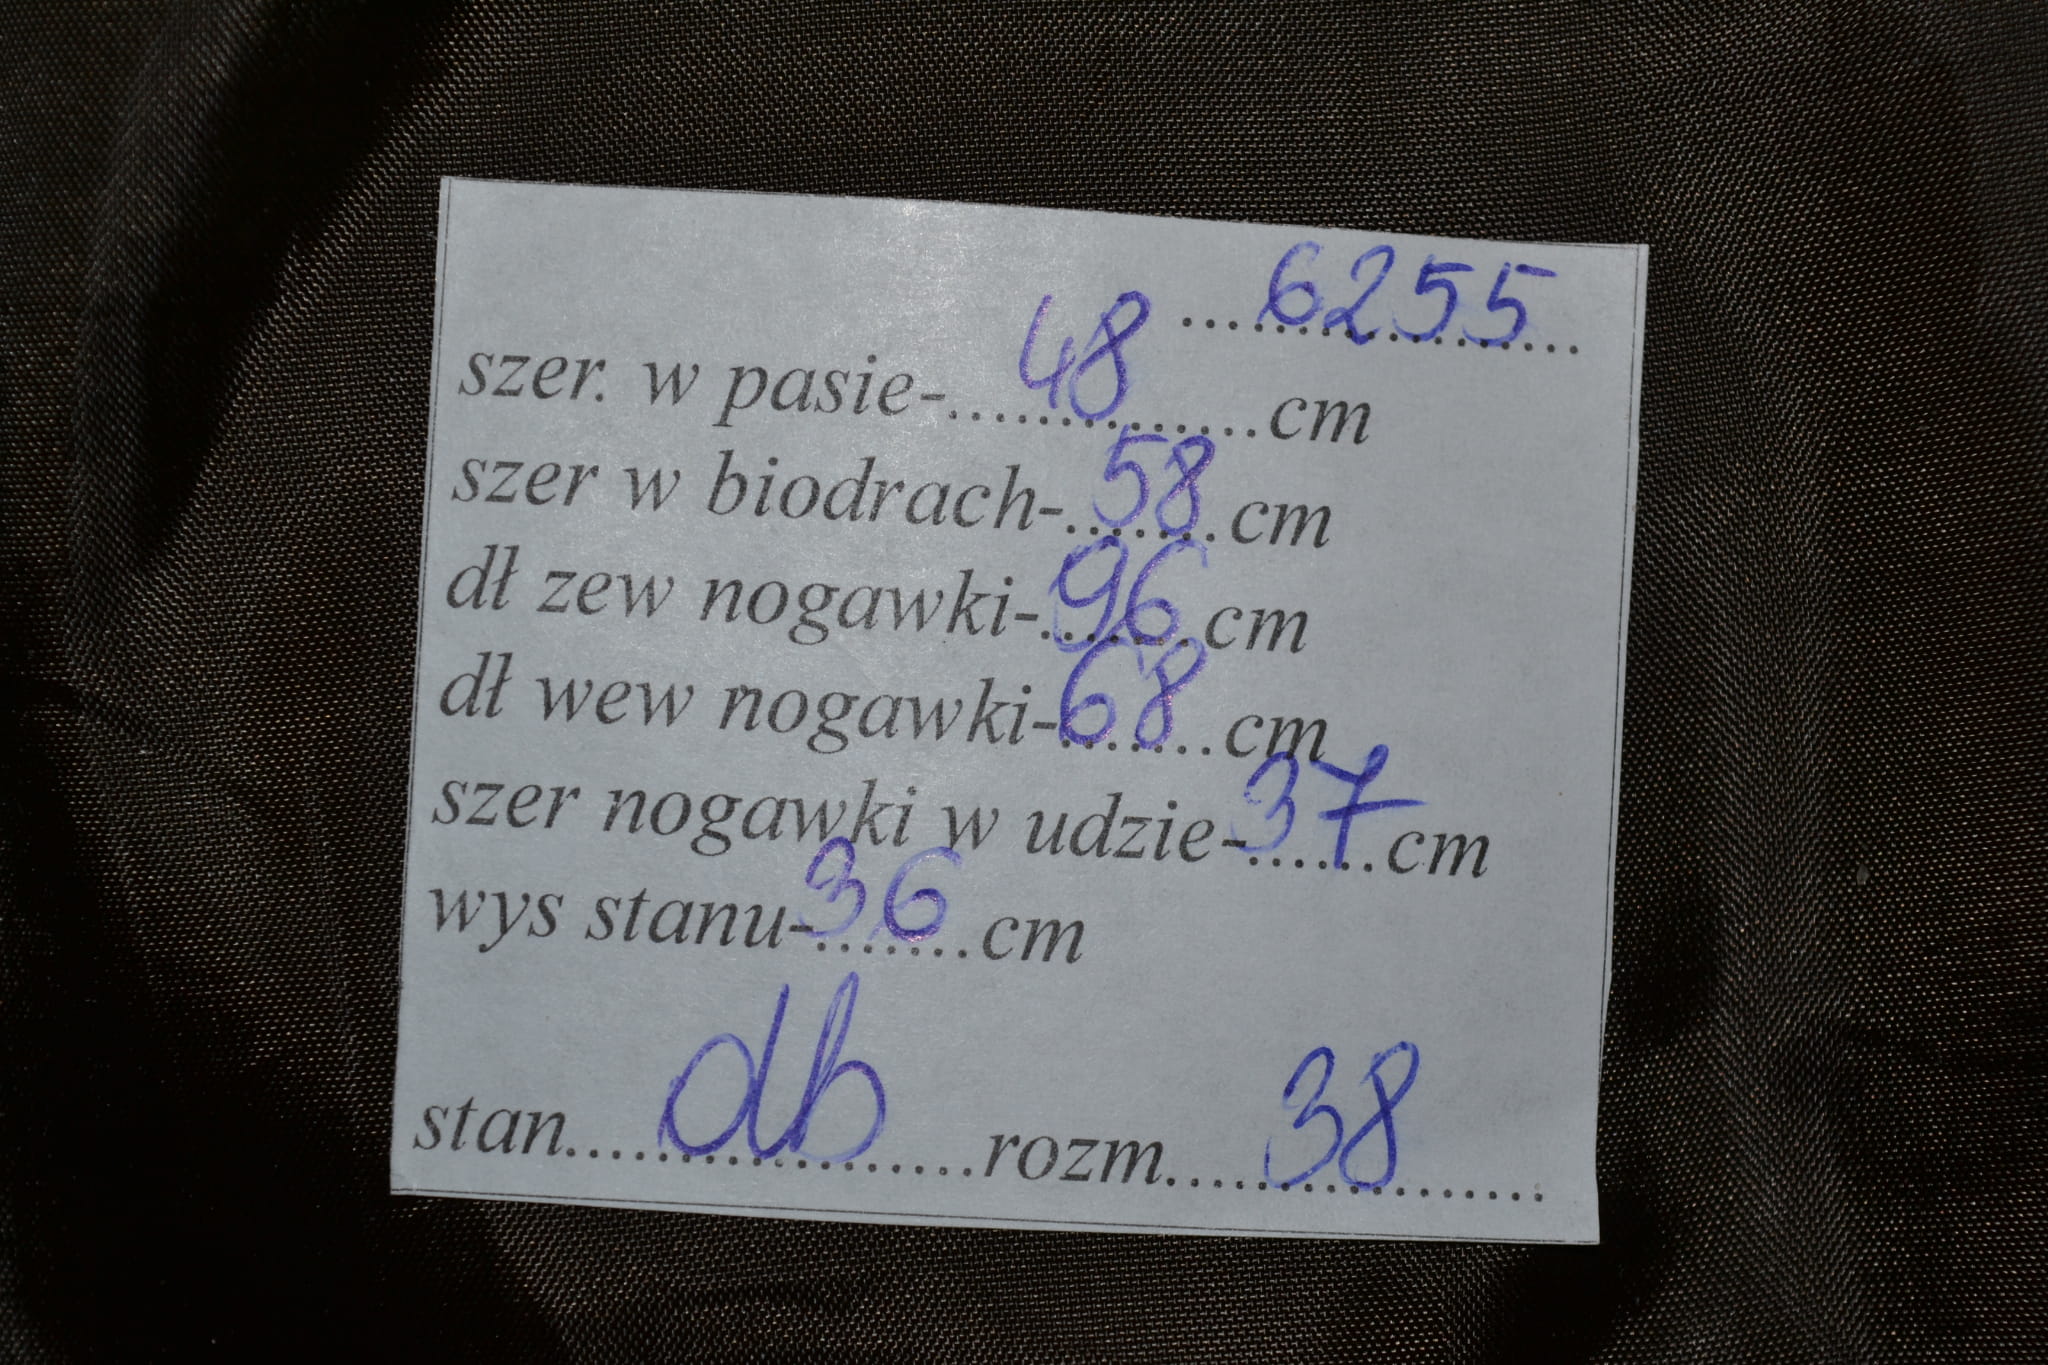 ......6255......
szer. w pasie-......48......cm
szer w biodrach-...58...cm
dł zew nogawki-...96...cm
dł wew nogawki-...68...cm
szer nogawki w udzie-...37...cm
wys stanu-...36...cm
stan......db......rozm......38......